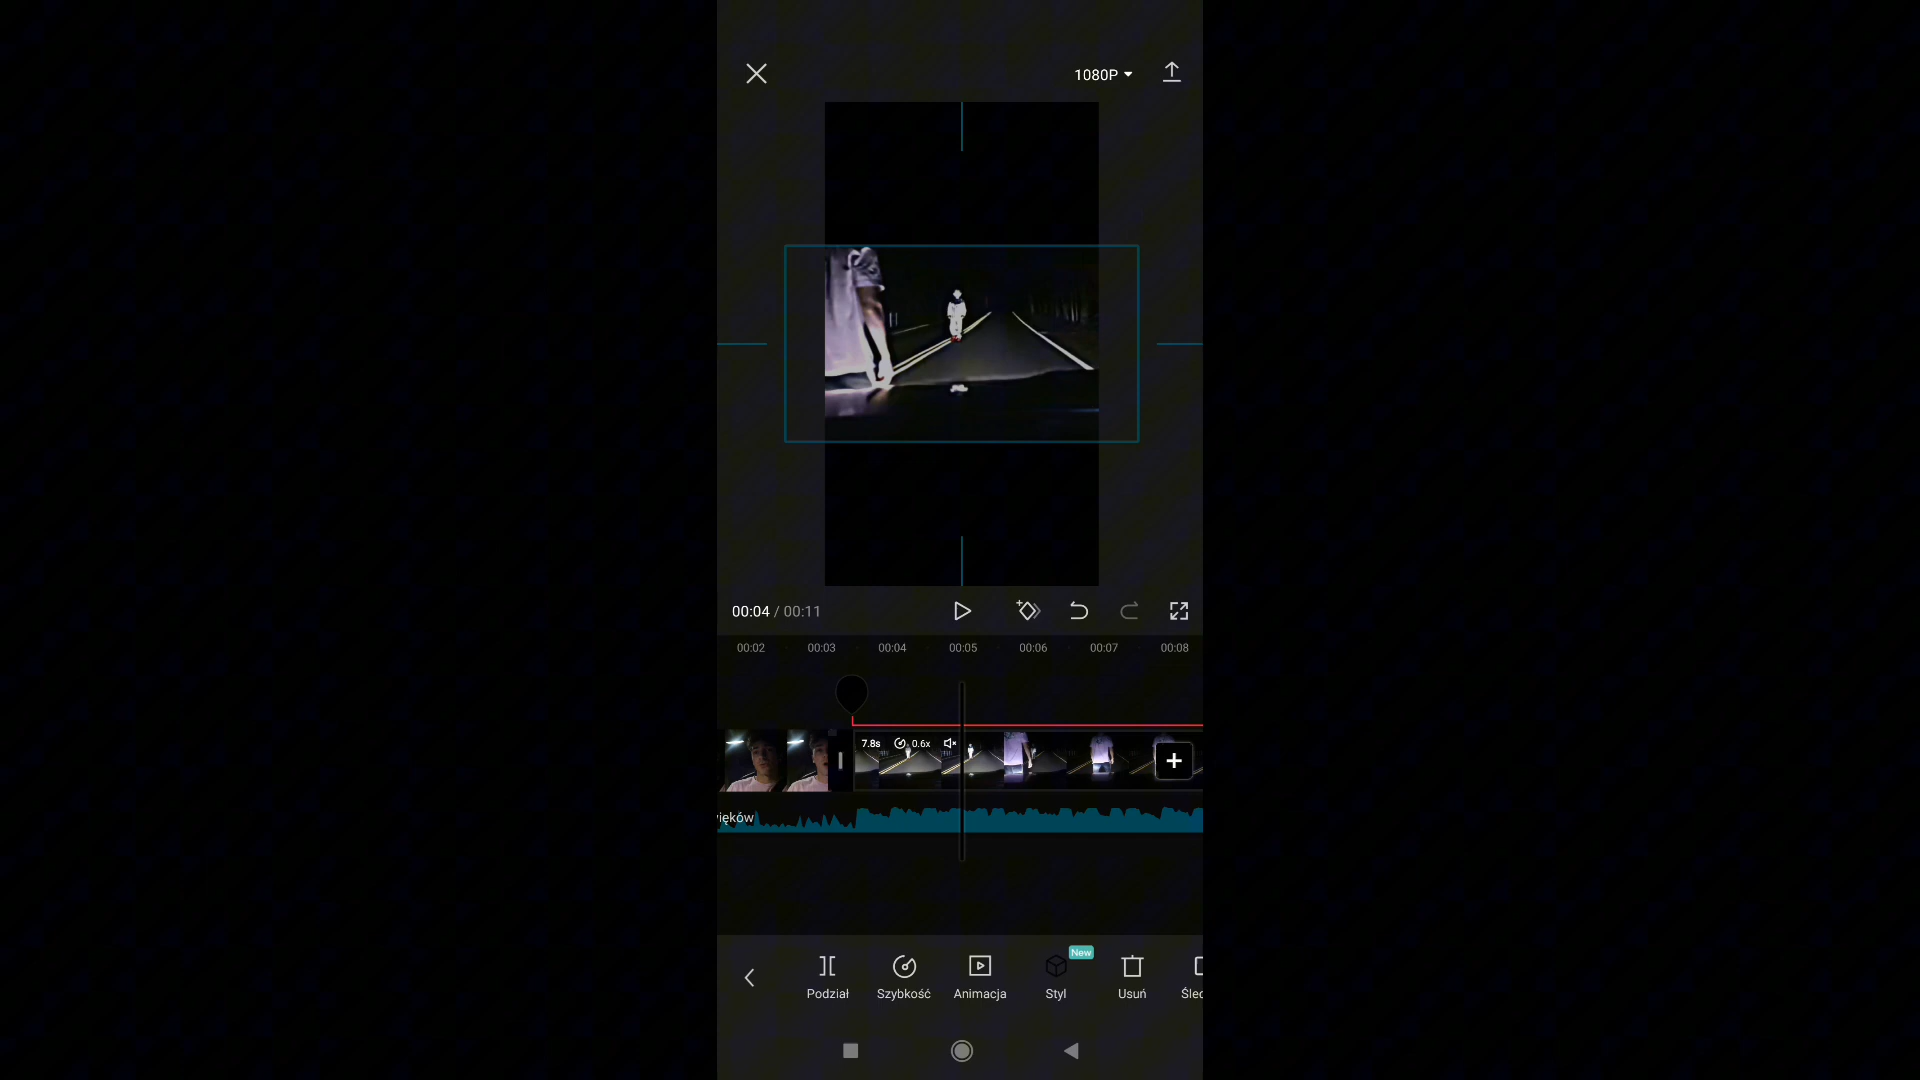 1080P
00:04 / 00:11
00:02 00:03 00:04 00:05 00:06 00:07 00:08
7.8s 0.6x
ięków
New
Podział Szybkość Animacja Styl Usuń Śled